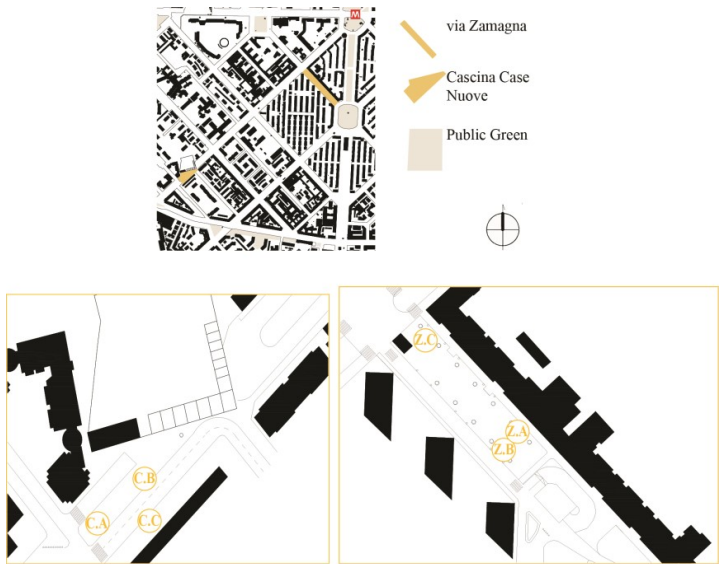 M
via Zamagna
Cascina Case
Nuove
Public Green
Z.C
Z.A
Z.B
C.B
C.A
C.C